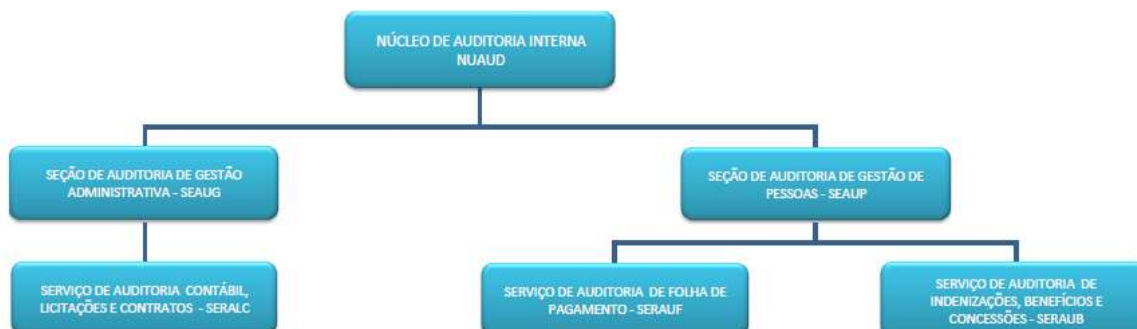 NÚCLEO DE AUDITORIA INTERNA
NUAUD
SEÇÃO DE AUDITORIA DE GESTÃO
ADMINISTRATIVA - SEAUG
SEÇÃO DE AUDITORIA DE GESTÃO DE
PESSOAS - SEAUP
SERVIÇO DE AUDITORIA CONTÁBIL,
LICITAÇÕES E CONTRATOS - SERALC
SERVIÇO DE AUDITORIA DE FOLHA DE
PAGAMENTO - SERAUF
SERVIÇO DE AUDITORIA DE
INDENIZAÇÕES, BENEFÍCIOS E
CONCESSÕES - SERAUB